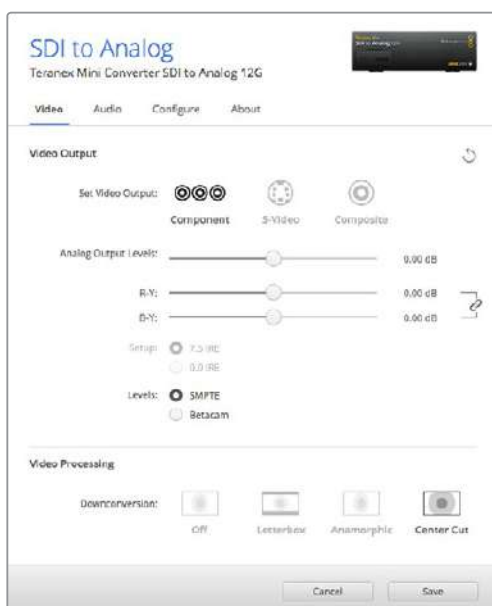 SDI to Analog
Teranex Mini Converter SDI to Analog 12G
Video Audio Configure About
Video Output
Set Video Output:
Component S-Video Composite
Analog Output Levels: 0.00 dB
R-Y: 0.00 dB
B-Y: 0.00 dB
Setup: 7.5 IRE
0.0 IRE
Levels: SMPTE
Betacam
Video Processing
Downconversion:
Off Letterbox Anamorphic Center Cut
Cancel Save